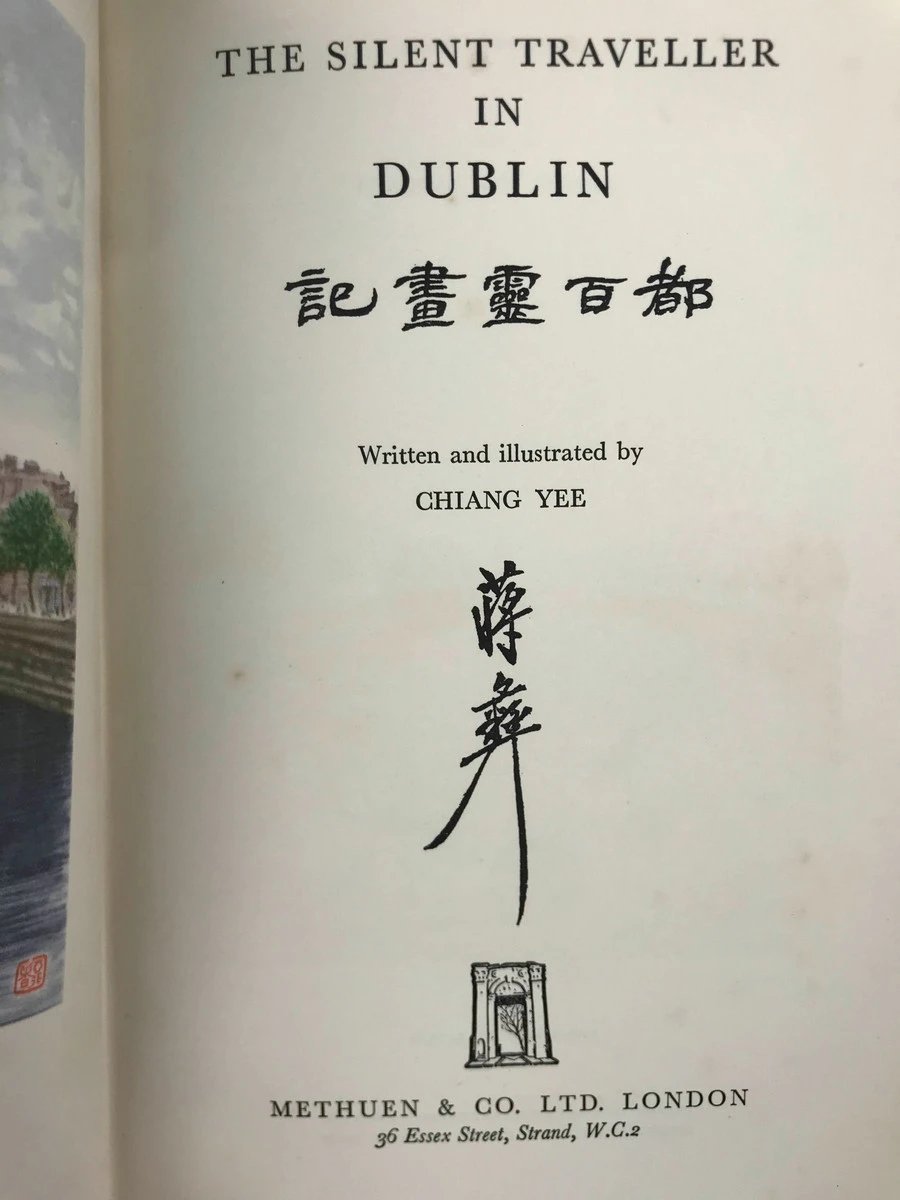 THE SILENT TRAVELLER
IN
DUBLIN
都百靈畫記
Written and illustrated by
CHIANG YEE
蔣彝
METHUEN & CO. LTD. LONDON
36 Essex Street, Strand, W.C.2